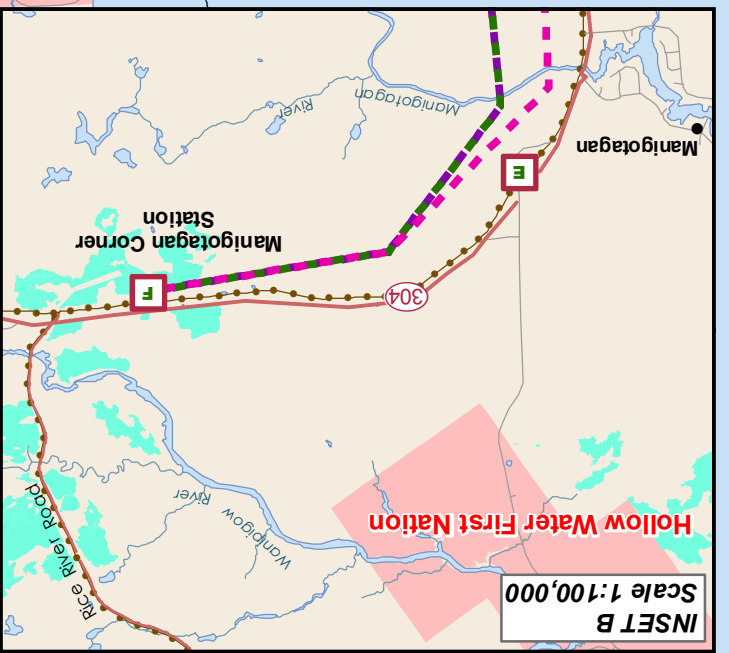 INSET B
Scale 1:100,000
Hollow Water First Nation
Rice River Road
Wanipigow
River
304
F
Manigotagan Corner
Station
E
Manigotagan
Manigotagan
River